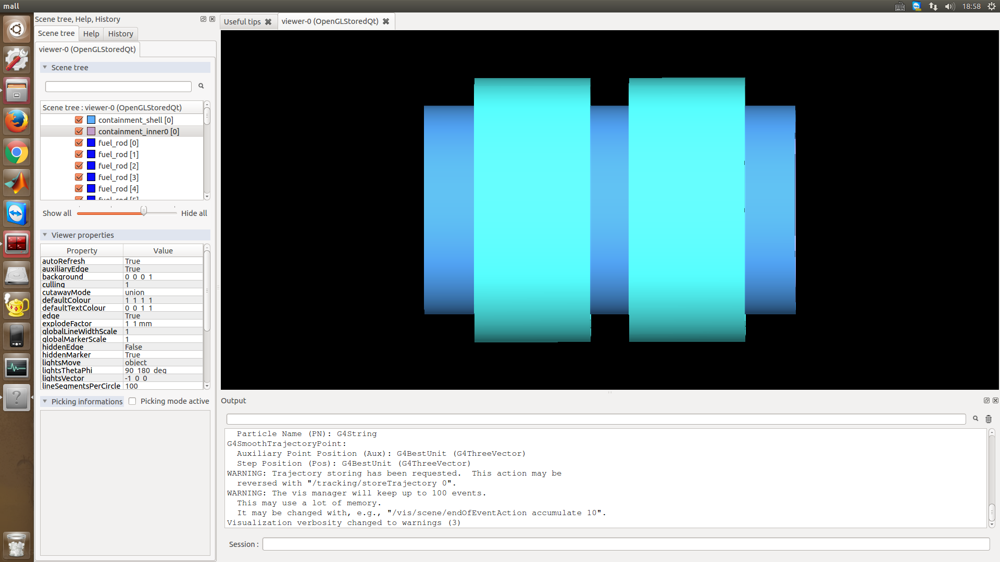 mall
18:58
Scene tree, Help, History
Scene tree
Help
History
viewer-0 (OpenGLStoredQt)
Scene tree
Scene tree : viewer-0 (OpenGLStoredQt)
containment_shell [0]
containment_inner0 [0]
fuel_rod [0]
fuel_rod [1]
fuel_rod [2]
fuel_rod [3]
fuel_rod [4]
fuel_rod [5]
Show all
Hide all
Viewer properties
Property Value
autoRefresh True
auxiliaryEdge True
background 0 0 0 1
culling 1
cutawayMode union
defaultColour 1 1 1 1
defaultTextColour 0 0 1 1
edge True
explodeFactor 1 1 mm
globalLineWidthScale 1
globalMarkerScale 1
hiddenEdge False
hiddenMarker True
lightsMove object
lightsThetaPhi 90 180 deg
lightsVector -1 0 0
lineSegmentsPerCircle 100
Picking informations
Picking mode active
Useful tips
viewer-0 (OpenGLStoredQt)
Output
Particle Name (PN): G4String
G4SmoothTrajectoryPoint:
Auxiliary Point Position (Aux): G4BestUnit (G4ThreeVector)
Step Position (Pos): G4BestUnit (G4ThreeVector)
WARNING: Trajectory storing has been requested.  This action may be
reversed with "/tracking/storeTrajectory 0".
WARNING: The vis manager will keep up to 100 events.
This may use a lot of memory.
It may be changed with, e.g., "/vis/scene/endOfEventAction accumulate 10".
Visualization verbosity changed to warnings (3)
Session :